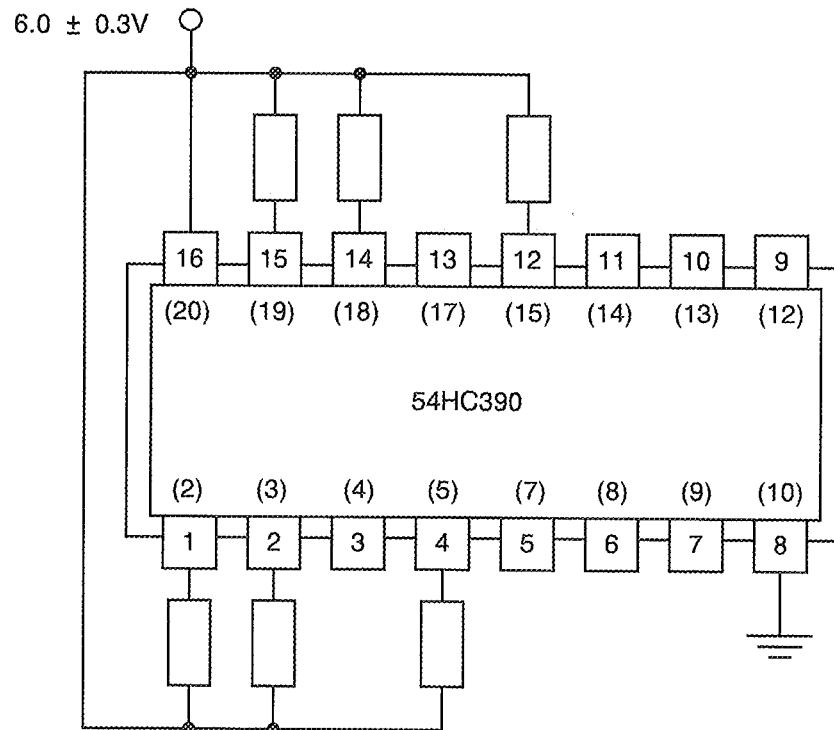 6.0 ± 0.3V
16 15 14 13 12 11 10 9
(20) (19) (18) (17) (15) (14) (13) (12)
54HC390
(2) (3) (4) (5) (7) (8) (9) (10)
1 2 3 4 5 6 7 8